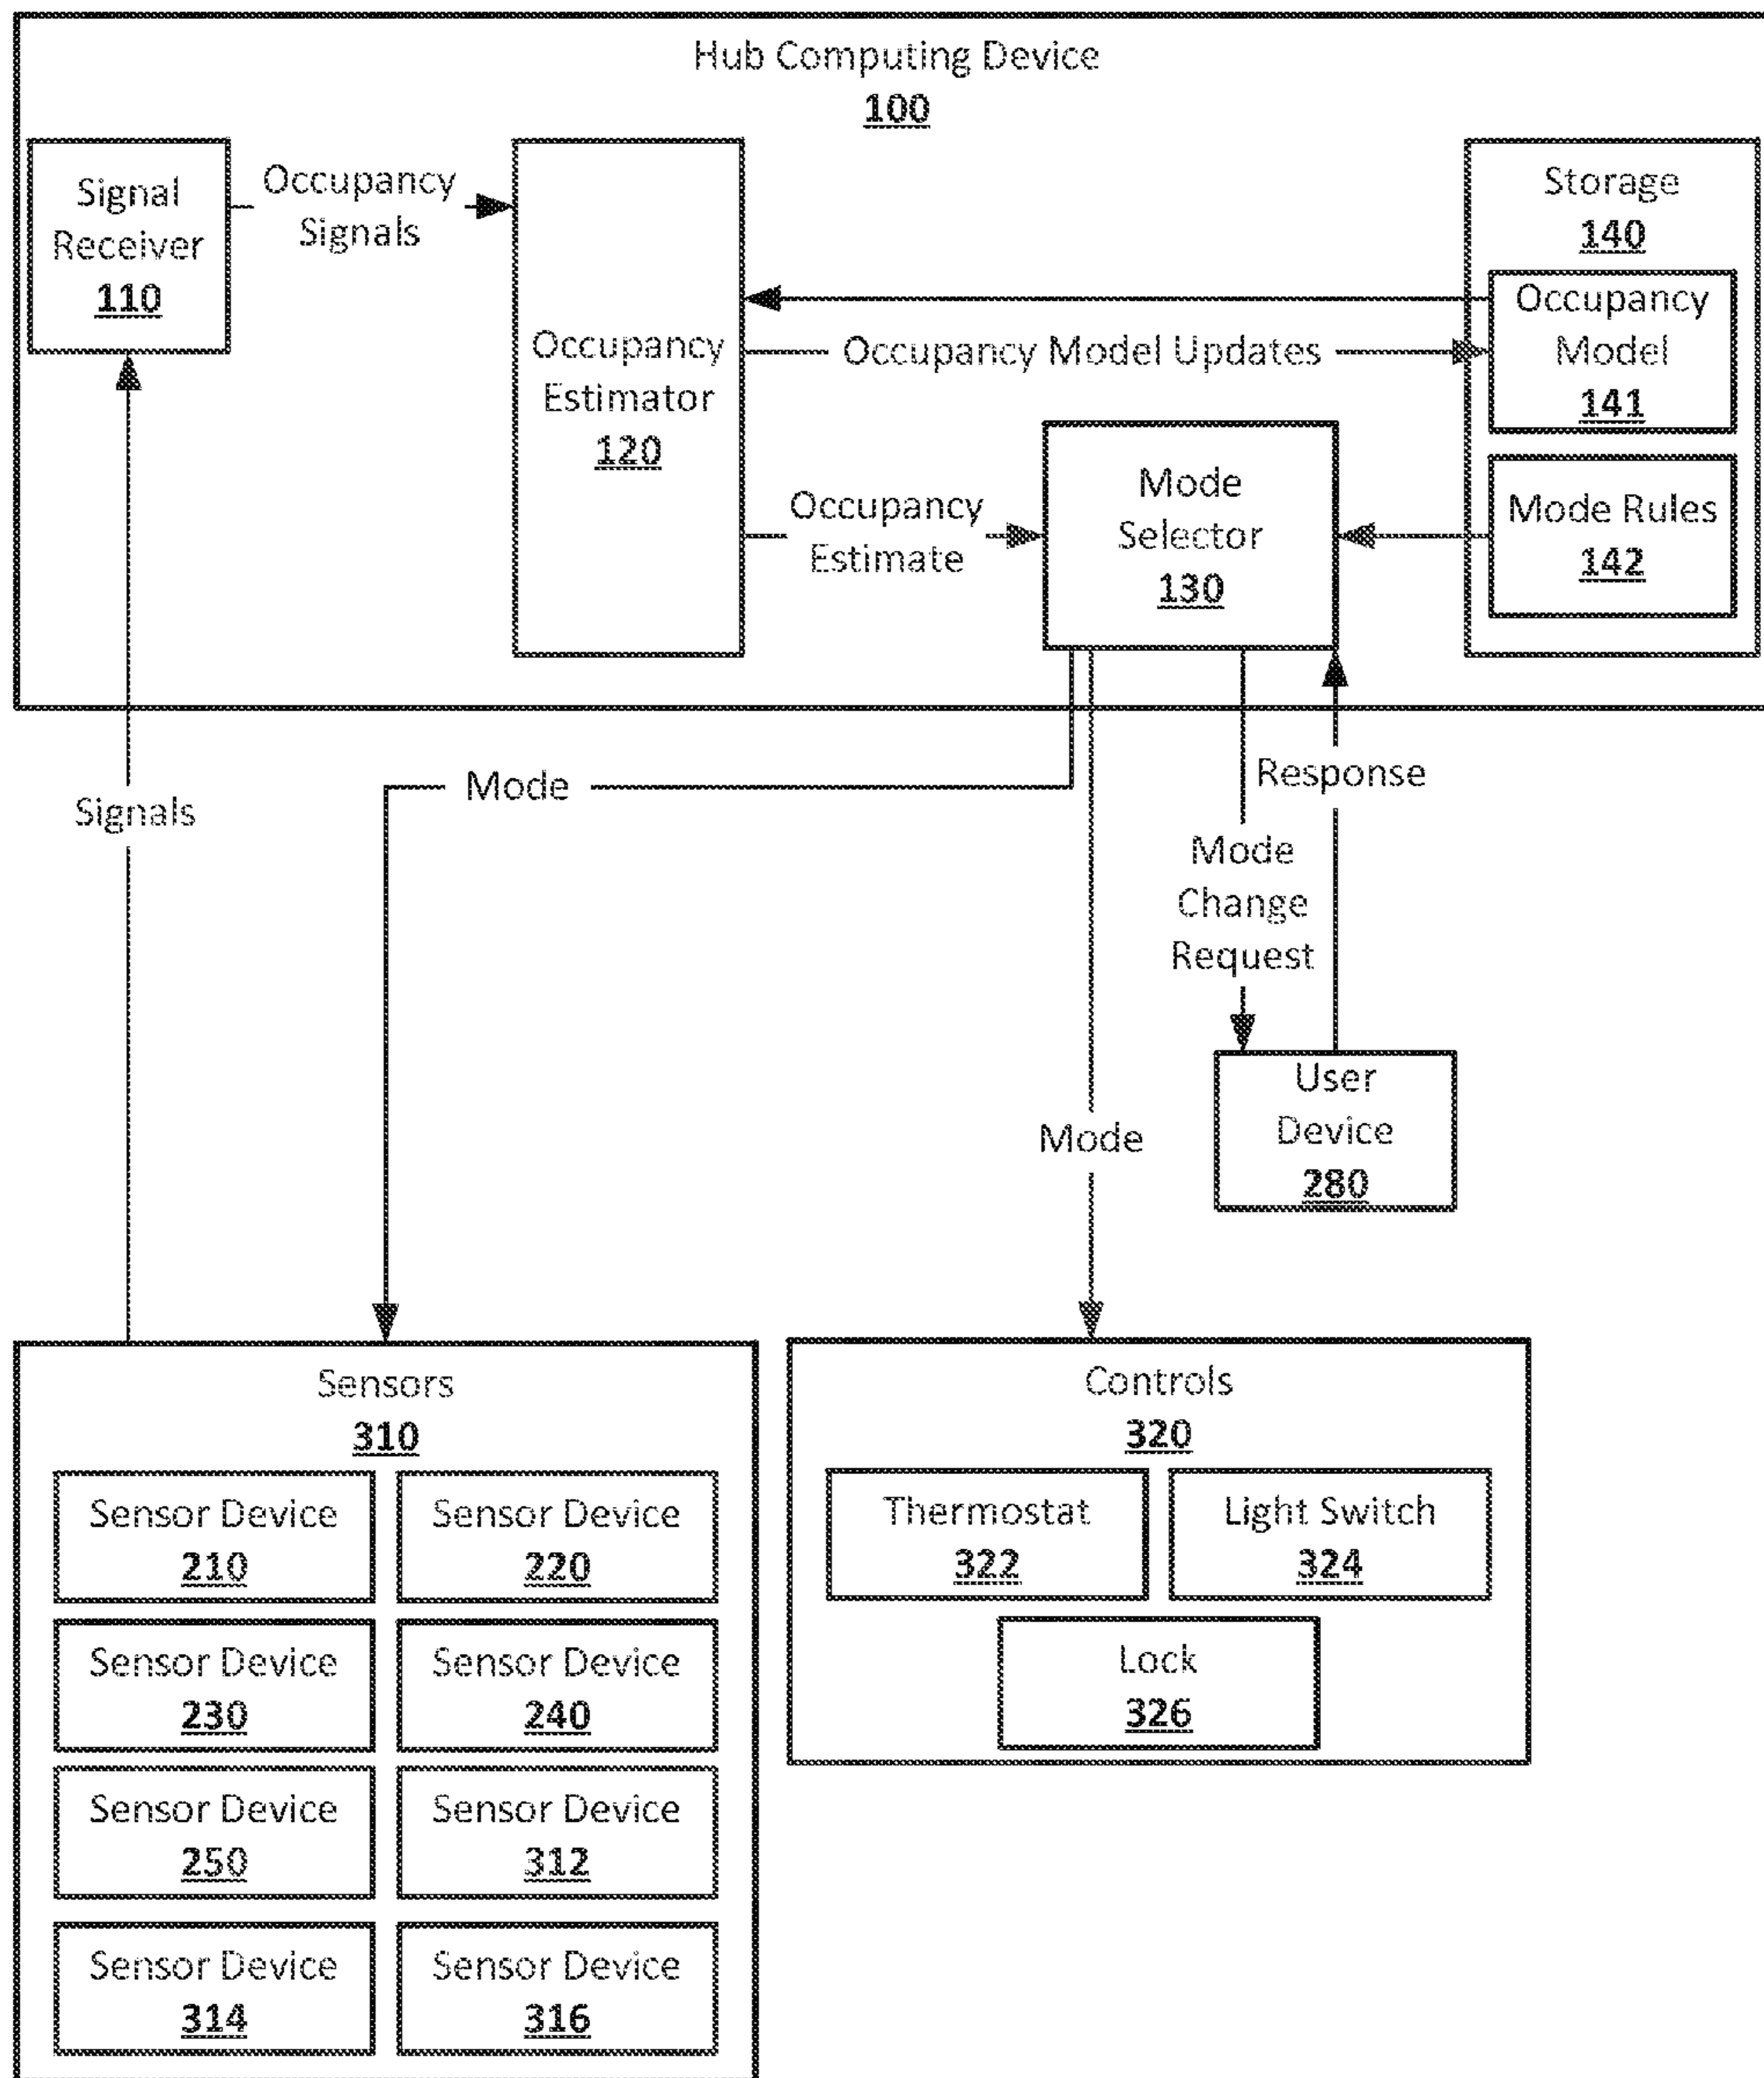 Hub Computing Device
100
Signal
Receiver
110
Occupancy
Signals
Occupancy
Estimator
120
Storage
140
Occupancy
Model
141
Occupancy Model Updates
Mode Rules
142
Occupancy
Estimate
Mode
Selector
130
Signals
Mode
Response
Mode
Change
Request
Mode
User
Device
280
Sensors
310
Sensor Device
210
Sensor Device
220
Sensor Device
230
Sensor Device
240
Sensor Device
250
Sensor Device
312
Sensor Device
314
Sensor Device
316
Controls
320
Thermostat
322
Light Switch
324
Lock
326